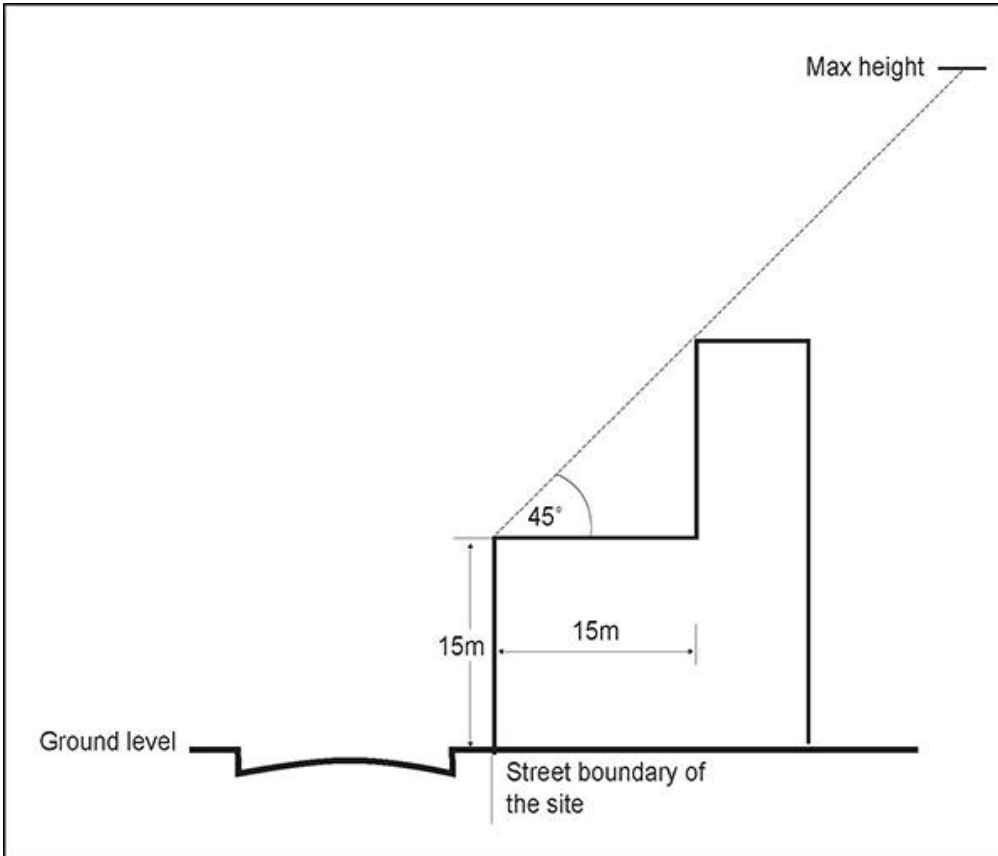 Max height
45°
15m
15m
Ground level
Street boundary of
the site